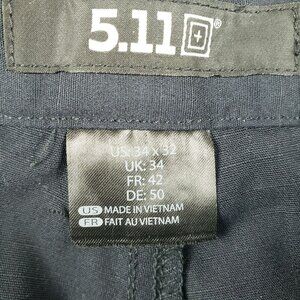 5.11 ®
US: 34 x 32
UK: 34
FR: 42
DE: 50
US MADE IN VIETNAM
FR FAIT AU VIETNAM